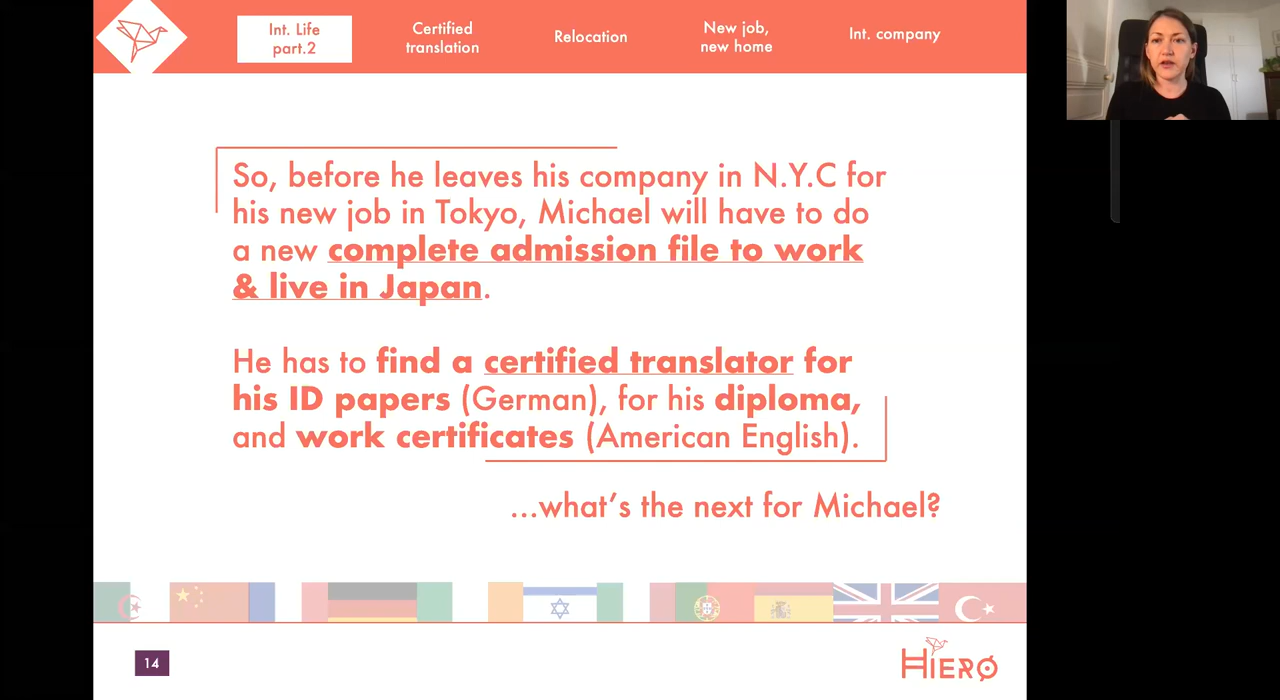 Int. Life
part.2
Certified
translation
Relocation
New job,
new home
Int. company
So, before he leaves his company in N.Y.C for
his new job in Tokyo, Michael will have to do
a new complete admission file to work
& live in Japan.
He has to find a certified translator for
his ID papers (German), for his diploma,
and work certificates (American English).
...what's the next for Michael?
14
HIERØ